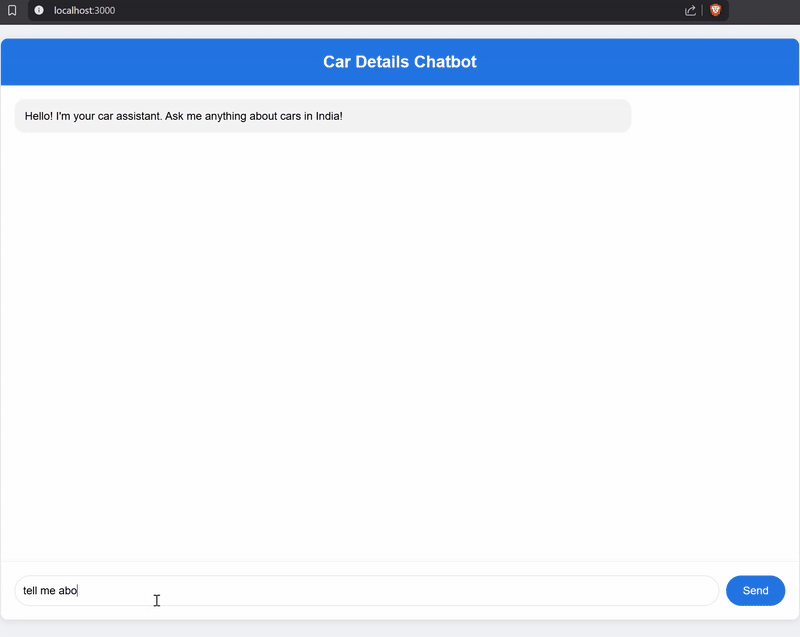 localhost:3000
Car Details Chatbot
Hello! I'm your car assistant. Ask me anything about cars in India!
tell me abo
Send